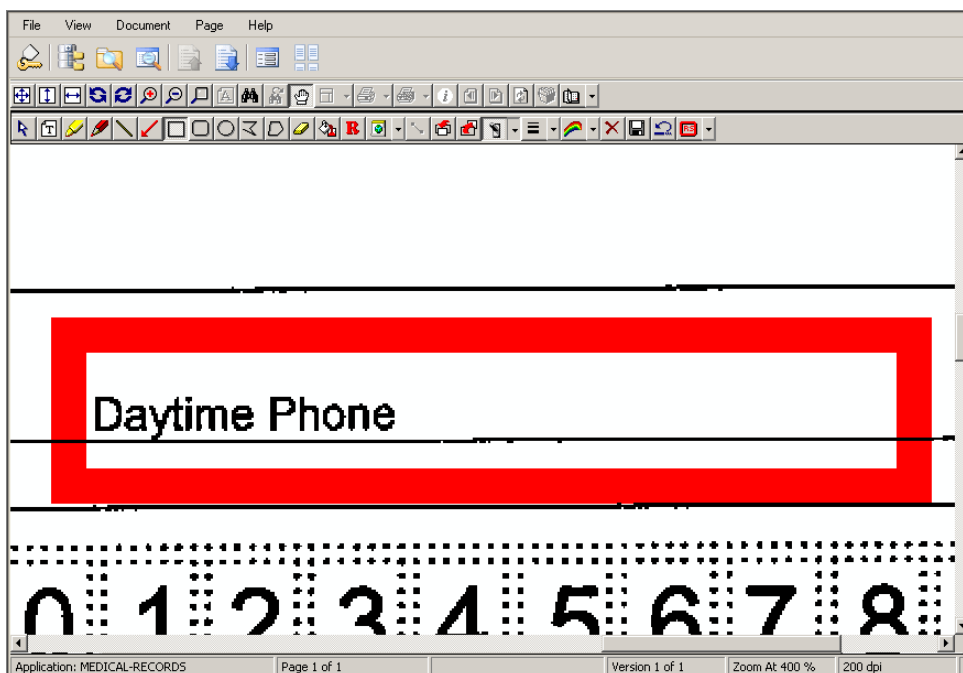 File View Document Page Help
Daytime Phone
0 1 2 3 4 5 6 7 8
Application: MEDICAL-RECORDS Page 1 of 1 Version 1 of 1 Zoom At 400 % 200 dpi